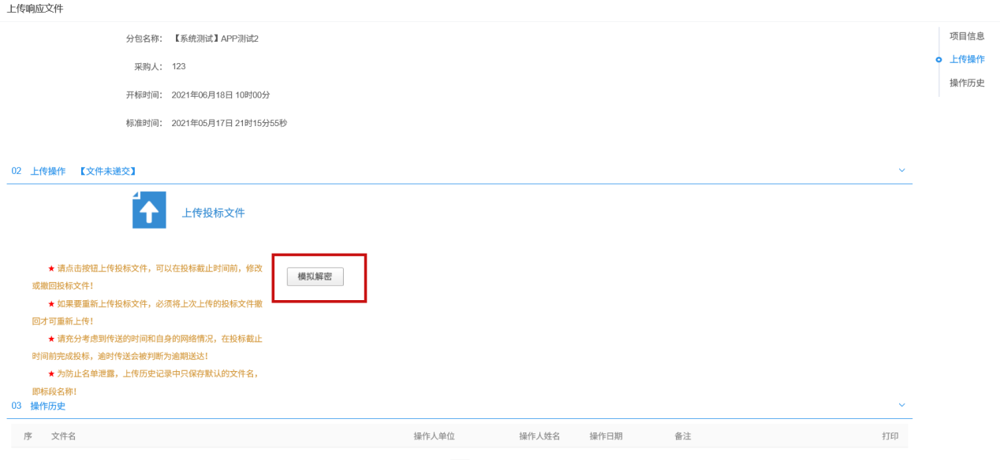 上传响应文件
分包名称: 【系统测试】APP测试2
采购人: 123
开标时间: 2021年06月18日 10时00分
标准时间: 2021年05月17日 21时15分55秒
项目信息
上传操作
操作历史
02 上传操作 【文件未递交】
上传投标文件
★ 请点击按钮上传投标文件，可以在投标截止时间前，修改
或撤回投标文件!
★ 如果要重新上传投标文件，必须将上次上传的投标文件撤
回才可重新上传!
★ 请充分考虑到传送的时间和自身的网络情况，在投标截止
时间前完成投标，逾时传送会被判断为逾期送达!
★ 为防止名单泄露，上传历史记录中只保存默认的文件名，
即标段名称!
模拟解密
03 操作历史
序 文件名 操作人单位 操作人姓名 操作日期 备注 打印